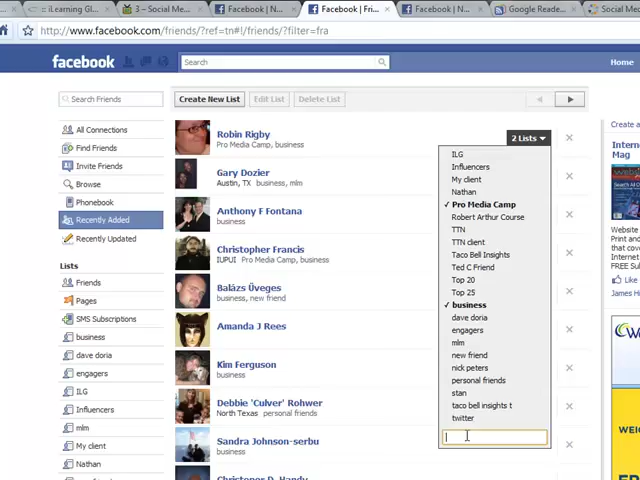 :: iLearning Gl
3 – Social Me
Facebook | N
Facebook | Fri
Facebook | N
Google Reade
Social Me
http://www.facebook.com/friends/?ref=tn#!/friends/?filter=fra
facebook
Search
Home
Search Friends
Create New List
Edit List
Delete List
All Connections
Find Friends
Invite Friends
Browse
Phonebook
Recently Added
Recently Updated
Lists
Friends
Pages
SMS Subscriptions
business
dave doria
engagers
ILG
Influencers
mlm
My client
Nathan
Robin Rigby
Pro Media Camp, business
Gary Dozier
Austin, TX business, mlm
Anthony F Fontana
business
Christopher Francis
IUPUI Pro Media Camp, business
Balázs Üveges
business, new friend
Amanda J Rees
Kim Ferguson
business
Debbie 'Culver' Rohwer
North Texas personal friends
Sandra Johnson-serbu
business
Christoper D. Handy
2 Lists
ILG
Influencers
My client
Nathan
✓ Pro Media Camp
Robert Arthur Course
TTN
TTN client
Taco Bell Insights
Ted C Friend
Top 20
Top 25
✓ business
dave doria
engagers
mlm
new friend
nick peters
personal friends
stan
taco bell insights t
twitter
Create a
Interne
Mag
Website
Print and
that cove
Internet
FREE Su
Like
James Hi
WEIG